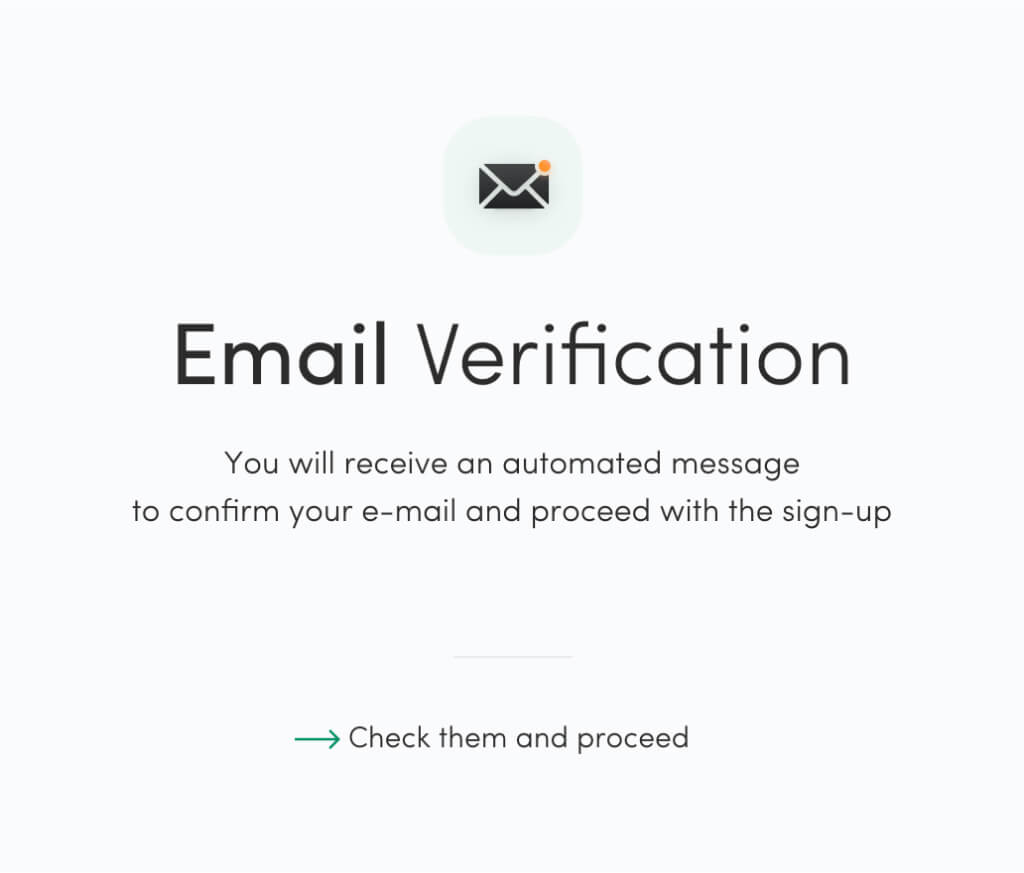 Email Verification
You will receive an automated message
to confirm your e-mail and proceed with the sign-up
Check them and proceed